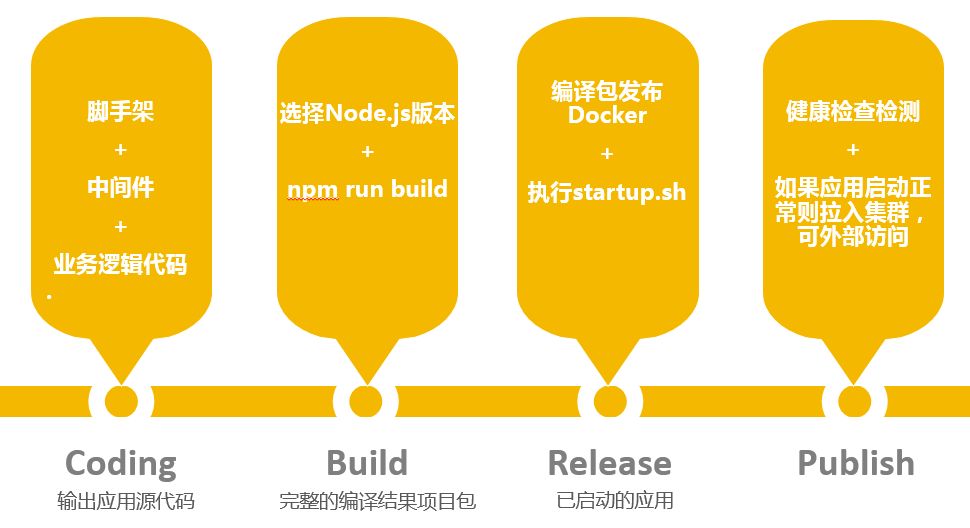 脚手架
+
中间件
+
业务逻辑代码
.
选择Node.js版本
+
npm run build
编译包发布
Docker
+
执行startup.sh
健康检查检测
+
如果应用启动正
常则拉入集群，
可外部访问
Coding
输出应用源代码
Build
完整的编译结果项目包
Release
已启动的应用
Publish